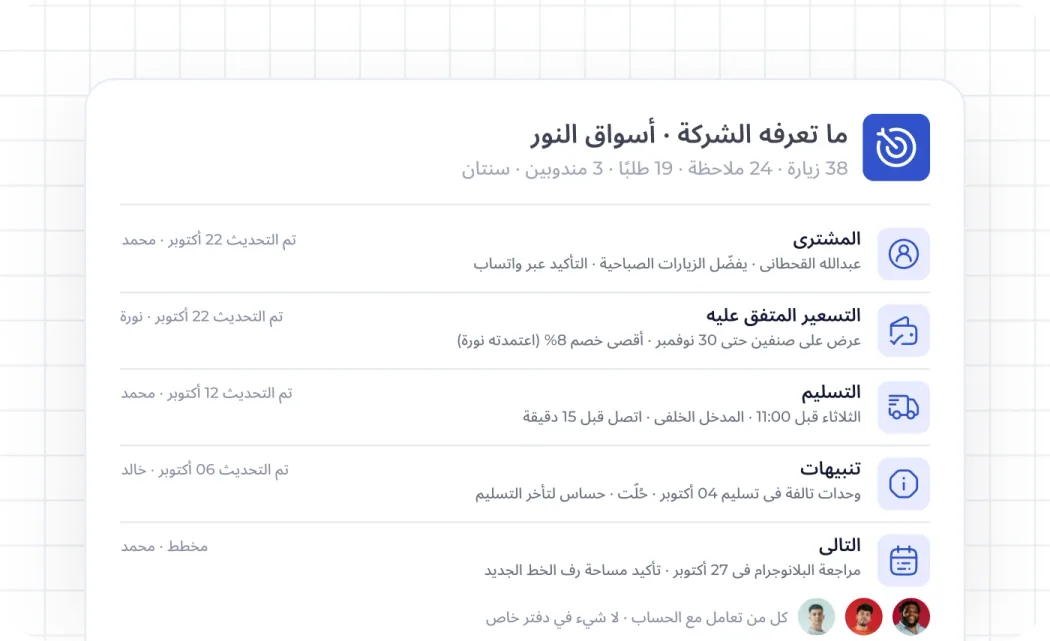 ما تعرفه الشركة · أسواق النور
38 زيارة · 24 ملاحظة · 19 طلبًا · 3 مندوبين · سنتان
المشترى
تم التحديث 22 أكتوبر · محمد
عبدالله القحطانى · يفضّل الزيارات الصباحية · التأكيد عبر واتساب
التسعير المتفق عليه
تم التحديث 22 أكتوبر · نورة
عرض على صنفين حتى 30 نوفمبر · أقصى خصم 8% (اعتمدته نورة)
التسليم
تم التحديث 12 أكتوبر · محمد
الثلاثاء قبل 11:00 · المدخل الخلفى · اتصل قبل 15 دقيقة
تنبيهات
تم التحديث 06 أكتوبر · خالد
وحدات تالفة فى تسليم 04 أكتوبر · حُلّت · حساس لتأخر التسليم
التالى
مخطط · محمد
مراجعة البلانوجرام فى 27 أكتوبر · تأكيد مساحة رف الخط الجديد
كل من تعامل مع الحساب · لا شيء في دفتر خاص